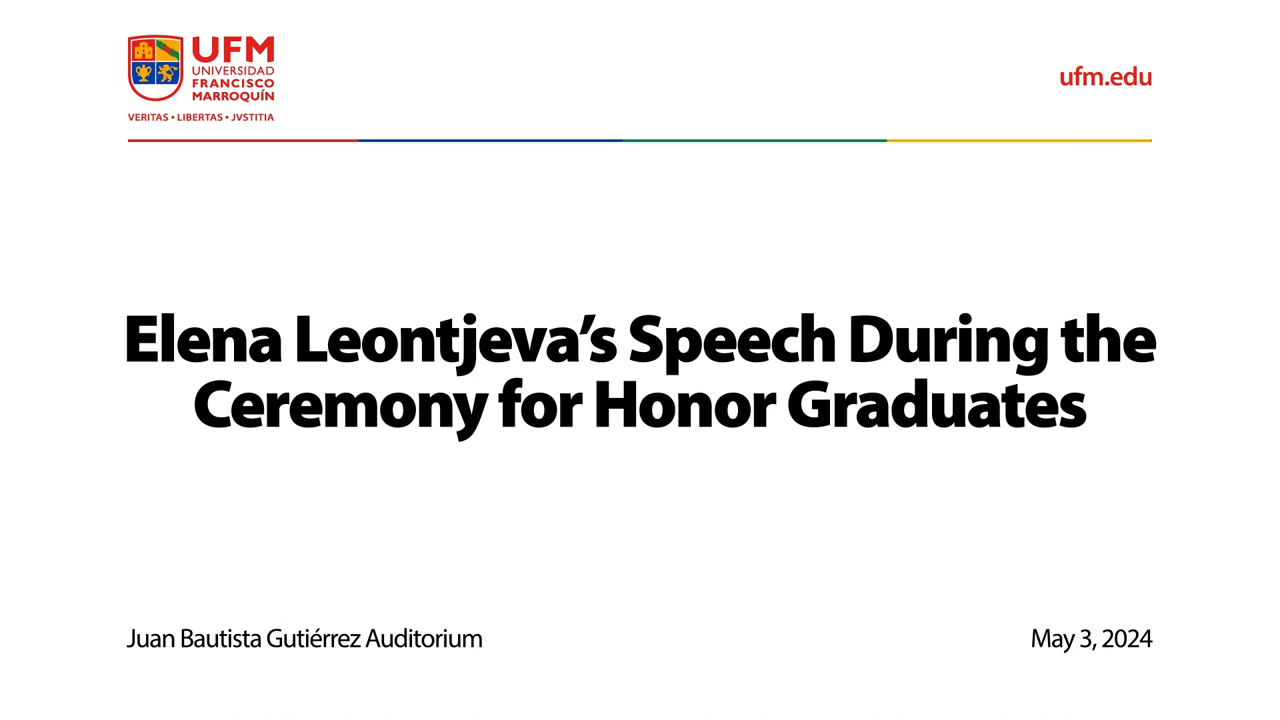 UFM
UNIVERSIDAD
FRANCISCO
MARROQUÍN
VERITAS • LIBERTAS • JVSTITIA
ufm.edu
Elena Leontjeva’s Speech During the
Ceremony for Honor Graduates
Juan Bautista Gutiérrez Auditorium
May 3, 2024